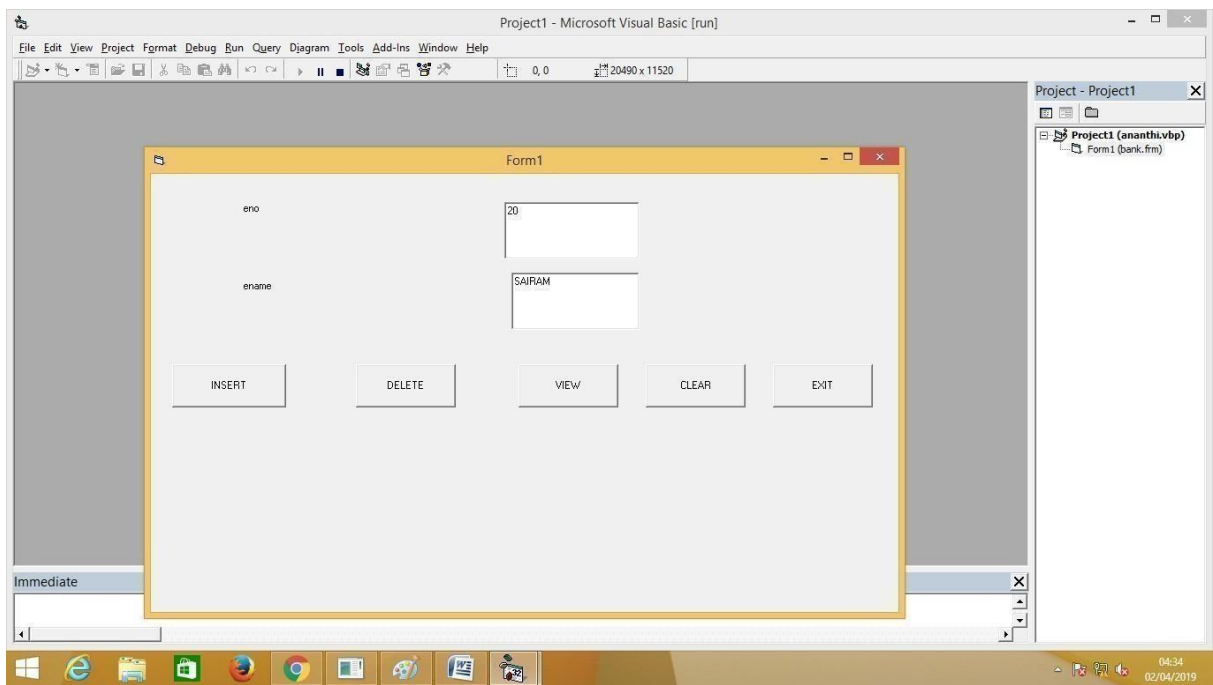 Project1 - Microsoft Visual Basic [run]
File Edit View Project Format Debug Run Query Diagram Tools Add-Ins Window Help
0, 0 20490 x 11520
Project - Project1
Project1 (ananthi.vbp)
Form1 (bank.frm)
Form1
eno 20
ename SAIRAM
INSERT DELETE VIEW CLEAR EXIT
Immediate
04:34
02/04/2019